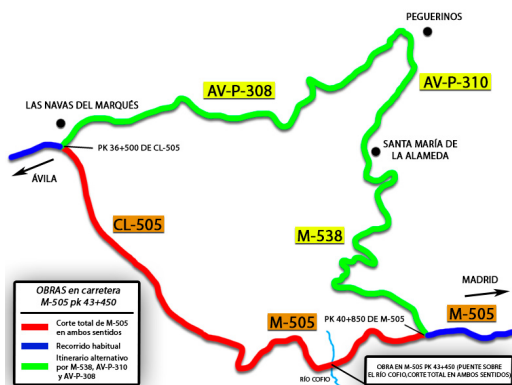 PEGUERINOS
AV-P-308
AV-P-310
LAS NAVAS DEL MARQUÉS
PK 36+500 DE CL-505
ÁVILA
SANTA MARÍA DE
LA ALAMEDA
CL-505
M-538
OBRAS en carretera
M-505 pk 43+450
Corte total de M-505
en ambos sentidos
Recorrido habitual
Itinerario alternativo
por M-538, AV-P-310
y AV-P-308
MADRID
M-505
PK 40+850 DE M-505
M-505
RÍO COFIO
OBRA EN M-505 PK 43+450 (PUENTE SOBRE
EL RÍO COFIO,CORTE TOTAL EN AMBOS SENTIDOS)